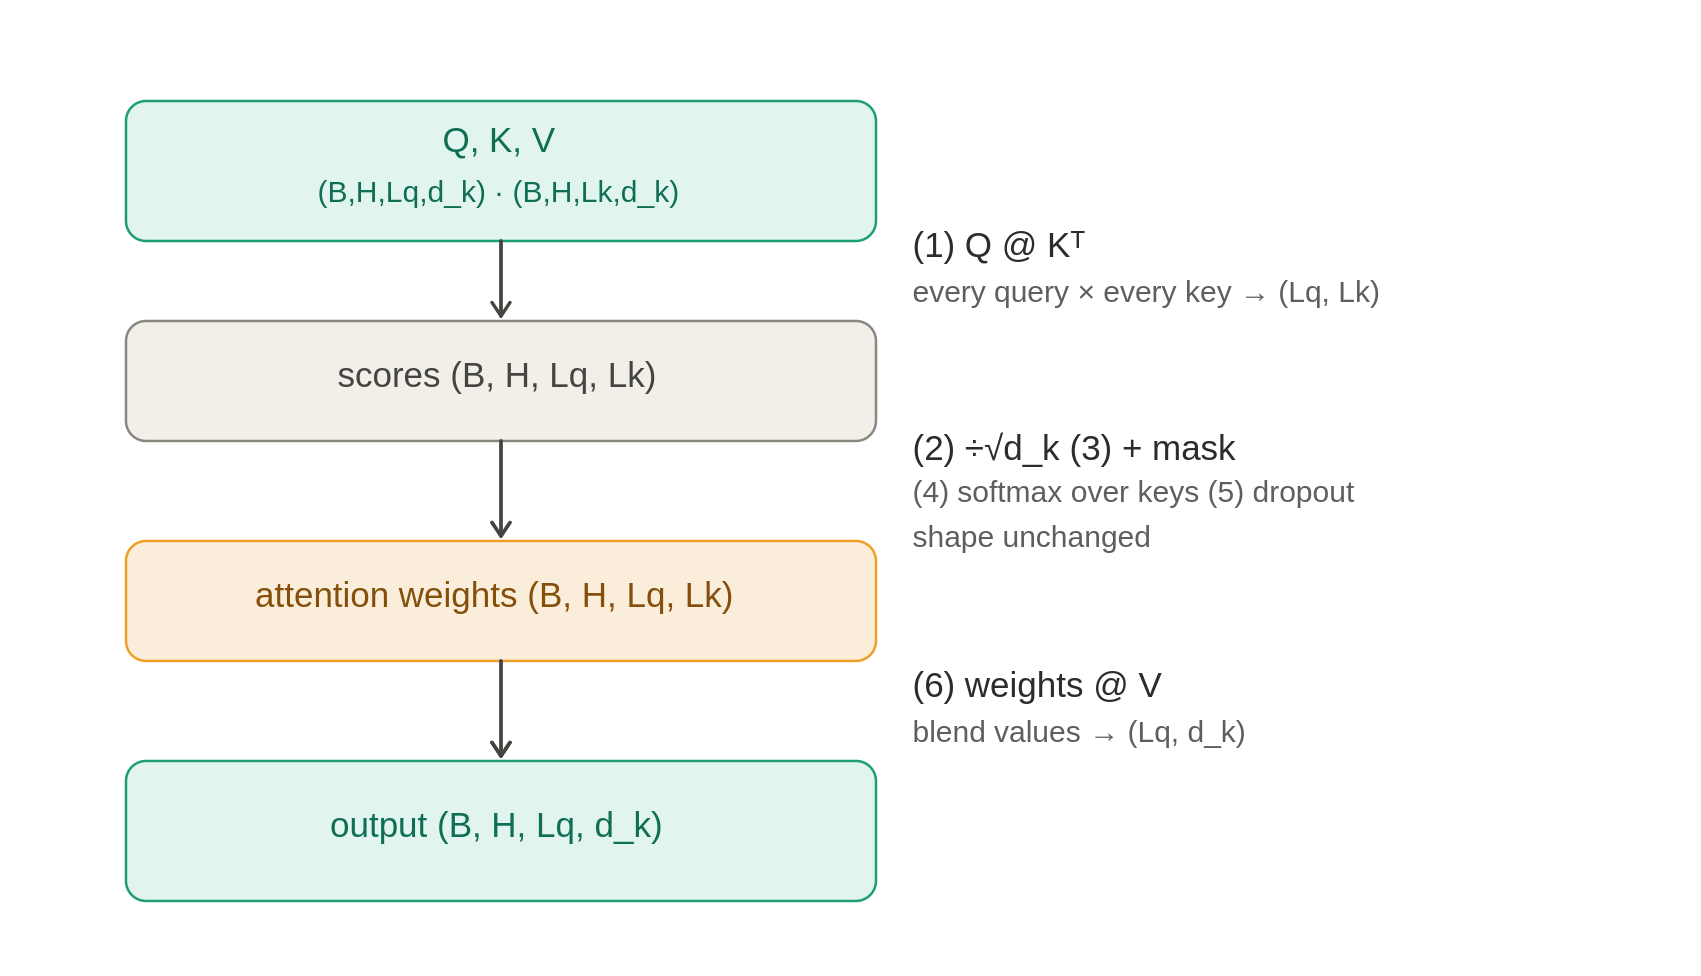 Q, K, V
(B,H,Lq,d_k) · (B,H,Lk,d_k)
(1) Q @ Kᵀ
every query × every key → (Lq, Lk)
scores (B, H, Lq, Lk)
(2) ÷√d_k (3) + mask
(4) softmax over keys (5) dropout
shape unchanged
attention weights (B, H, Lq, Lk)
(6) weights @ V
blend values → (Lq, d_k)
output (B, H, Lq, d_k)